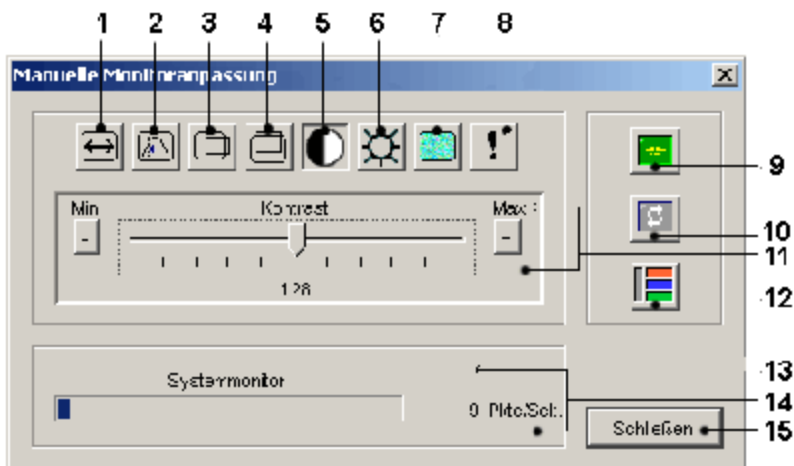 1 2 3 4 5 6 7 8
Manuelle Monitoranpassung
9
Min Kontrast Max
10
11
128
12
13
Systemmonitor
14
0 Pkte/Sek.
Schließen
15